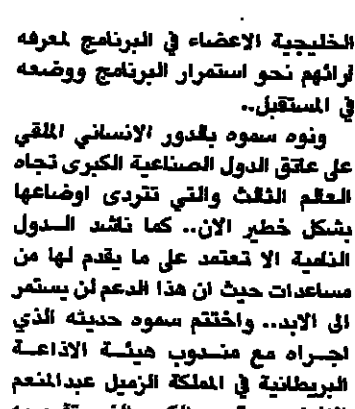 الخليجية الاعضاء في البرنامج لمعرفه
آرائهم نحو استمرار البرنامج ووضعه
في المستقبل..
ونوه سموه بالدور الانساني الملقي
على عاتق الدول الصناعية الكبرى تجاه
العالم الثالث والتي تتردى اوضاعها
بشكل خطير الان.. كما ناشد الدول
النامية الا تعتمد على ما يقدم لها من
مساعدات حيث ان هذا الدعم لن يستمر
الى الابد.. واختتم سموه حديثه الذي
اجراه مع مندوب هيئة الاذاعة
البريطانية في المملكة الزميل عبدالمنعم